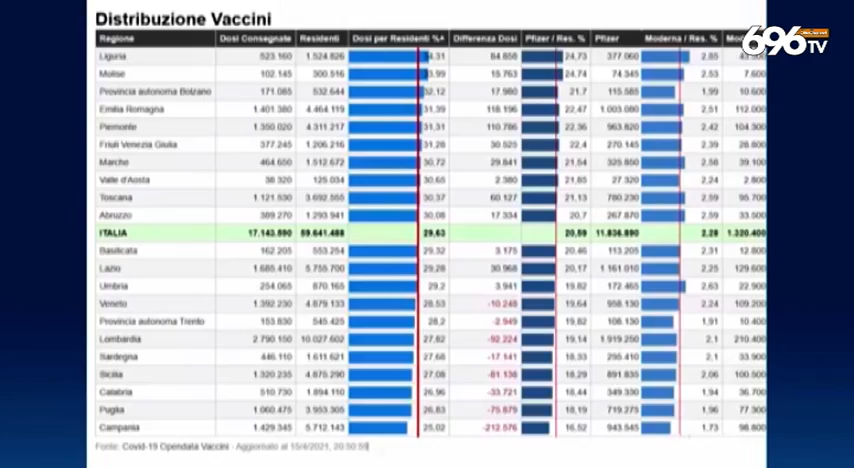 Distribuzione Vaccini
Regione Dosi Consegnate Residenti Dosi per Residenti %^ Differenza Dosi Pfizer / Res. % Pfizer Moderna / Res. %
696 TV
Liguria 523.160 1.524.826 34,31 84.858 24,73 377.060 2,85
Molise 102.145 300.516 33,99 15.763 24,74 74.345 2,53 7.600
Provincia autonoma Bolzano 171.085 532.644 32,12 17.980 21,7 115.585 1,99 10.600
Emilia Romagna 1.401.380 4.464.119 31,39 118.196 22,47 1.003.080 2,51 112.000
Piemonte 1.350.020 4.311.217 31,31 110.786 22,36 963.820 2,42 104.300
Friuli Venezia Giulia 377.245 1.206.216 31,28 30.525 22,4 270.145 2,39 28.800
Marche 464.650 1.512.672 30,72 29.841 21,54 325.850 2,58 39.100
Valle d'Aosta 38.320 125.034 30,65 2.380 21,85 27.320 2,24 2.800
Toscana 1.121.530 3.692.555 30,37 60.127 21,13 780.230 2,59 95.700
Abruzzo 389.270 1.293.941 30,08 17.334 20,7 267.870 2,59 33.500
ITALIA 17.143.590 59.641.488 29,63 20,59 11.836.890 2,28 1.320.400
Basilicata 162.205 553.254 29,32 3.175 20,46 113.205 2,31 12.800
Lazio 1.685.410 5.755.700 29,28 30.968 20,17 1.161.010 2,25 129.600
Umbria 254.065 870.165 29,2 3.941 19,82 172.465 2,63 22.900
Veneto 1.392.230 4.879.133 28,53 -10.248 19,64 958.130 2,24 109.200
Provincia autonoma Trento 153.830 545.425 28,2 -2.949 19,82 108.130 1,91 10.400
Lombardia 2.790.150 10.027.602 27,82 -92.224 19,14 1.919.250 2,1 210.400
Sardegna 446.110 1.611.621 27,68 -17.141 18,33 295.410 2,1 33.900
Sicilia 1.320.235 4.875.290 27,08 -81.138 18,29 891.835 2,06 100.500
Calabria 510.730 1.894.110 26,96 -33.721 18,44 349.330 1,94 36.700
Puglia 1.060.475 3.953.305 26,83 -75.879 18,19 719.275 1,96 77.300
Campania 1.429.345 5.712.143 25,02 -212.576 16,52 943.545 1,73 98.800
Fonte: Covid-19 Opendata Vaccini · Aggiornato al 15/4/2021, 20:50:59